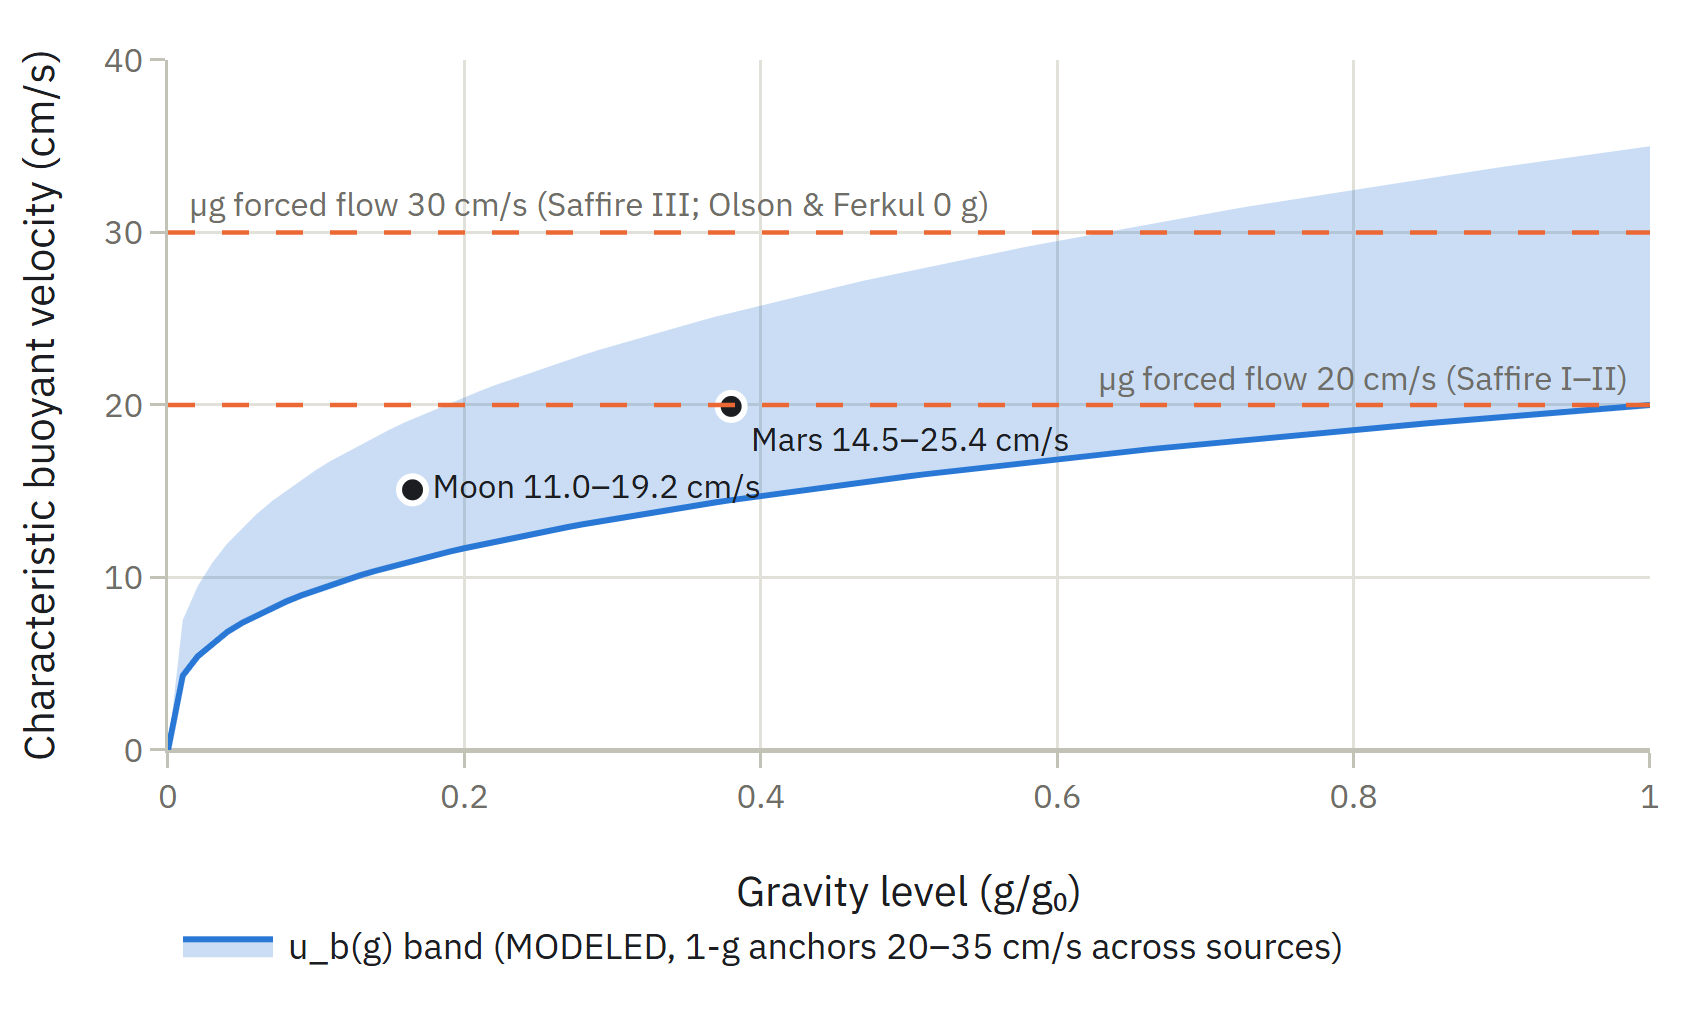 Characteristic buoyant velocity (cm/s)
40
30
20
10
0
µg forced flow 30 cm/s (Saffire III; Olson & Ferkul 0 g)
µg forced flow 20 cm/s (Saffire I–II)
Mars 14.5–25.4 cm/s
Moon 11.0–19.2 cm/s
0 0.2 0.4 0.6 0.8 1
Gravity level (g/g₀)
u_b(g) band (MODELED, 1-g anchors 20–35 cm/s across sources)